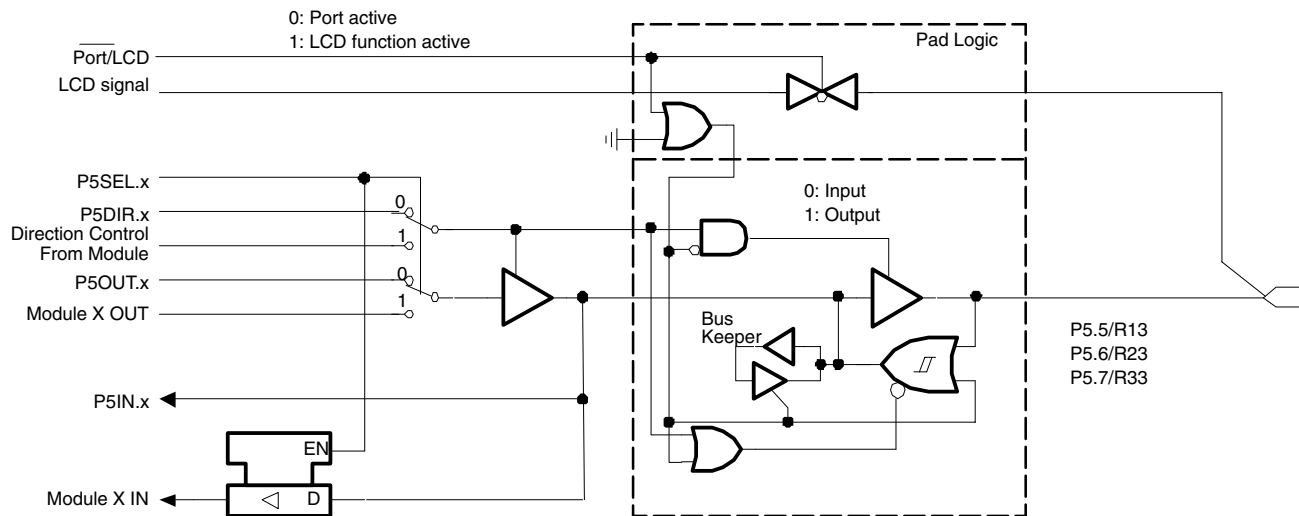 0: Port active
1: LCD function active
Pad Logic
Port/LCD
LCD signal
P5SEL.x
0
P5DIR.x
Direction Control
From Module
1
0: Input
1: Output
P5OUT.x
0
Module X OUT
1
Bus
Keeper
P5.5/R13
P5.6/R23
P5.7/R33
P5IN.x
EN
Module X IN
D